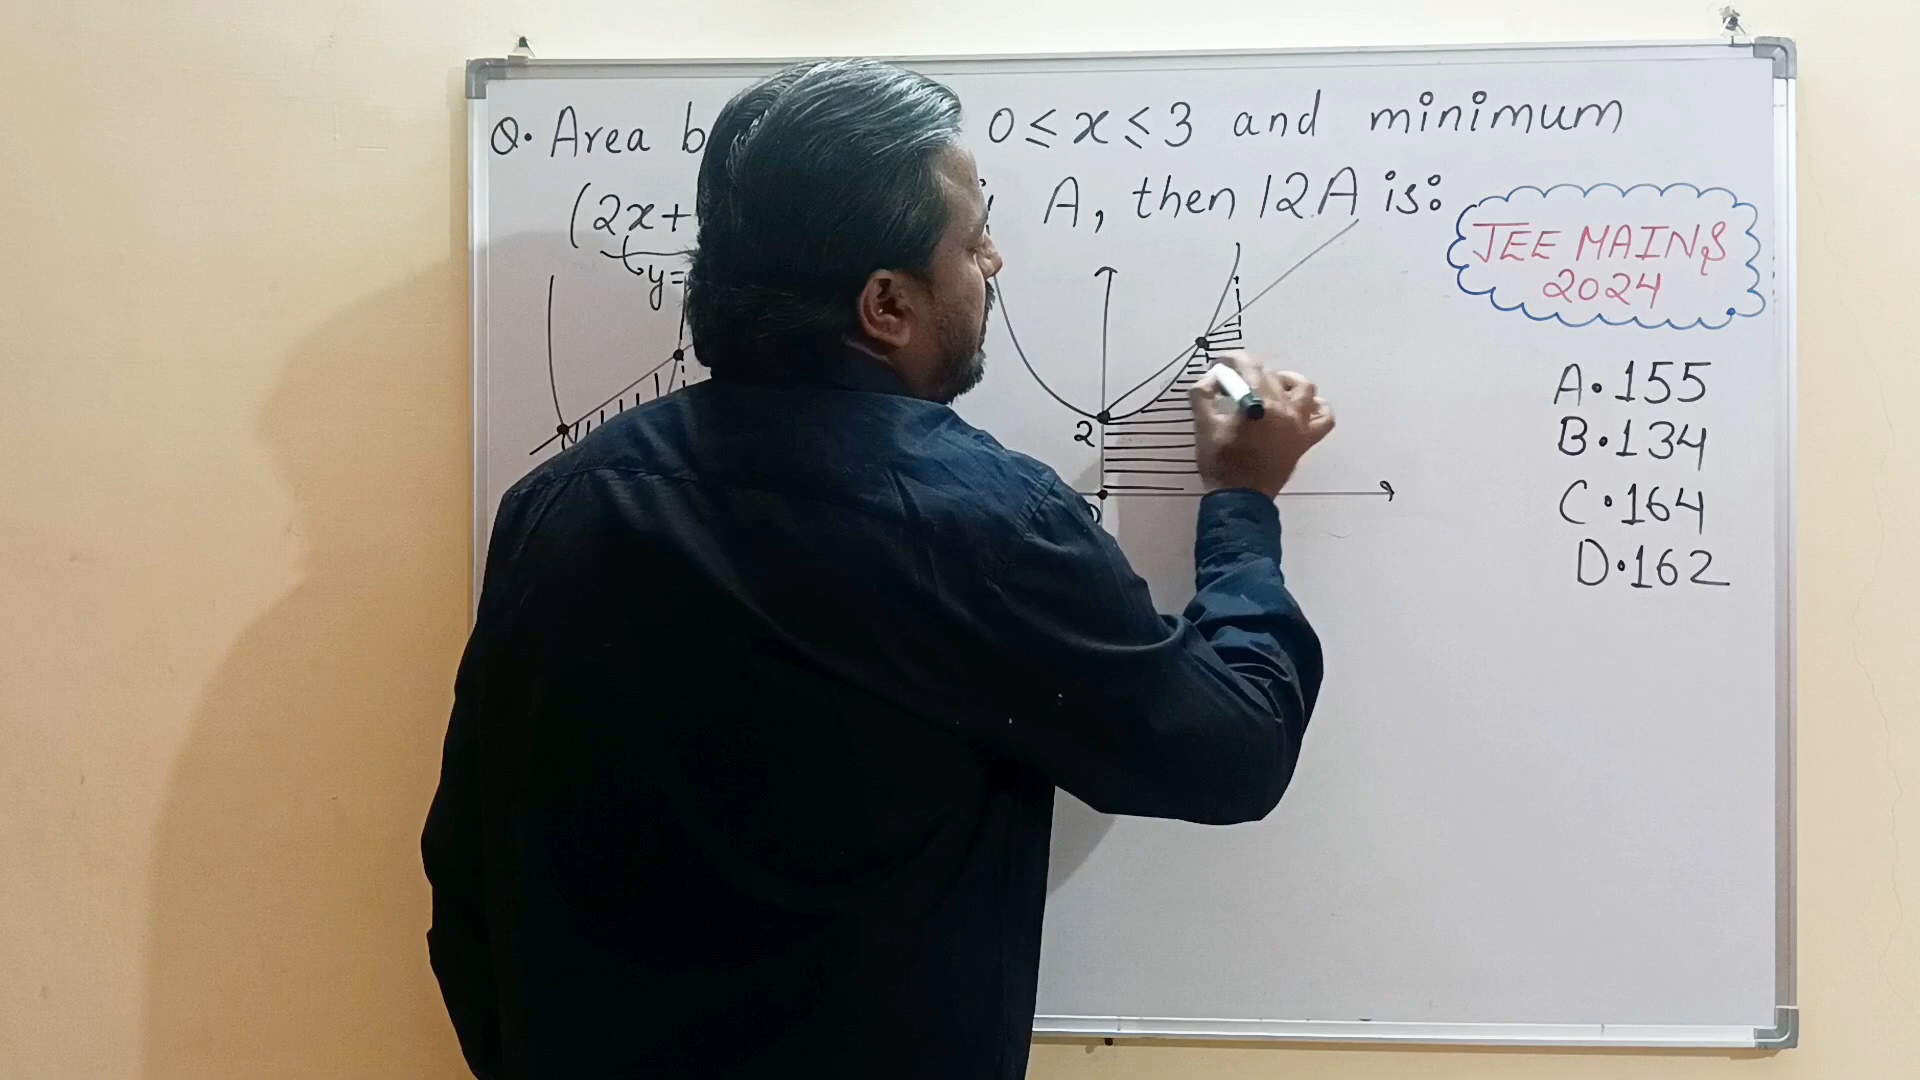 Q. Area b 0 ≤ x ≤ 3 and minimum
(2x+ A, then 12A is:
y=
JEE MAINS
2024
2
A. 155
B. 134
C. 164
D. 162